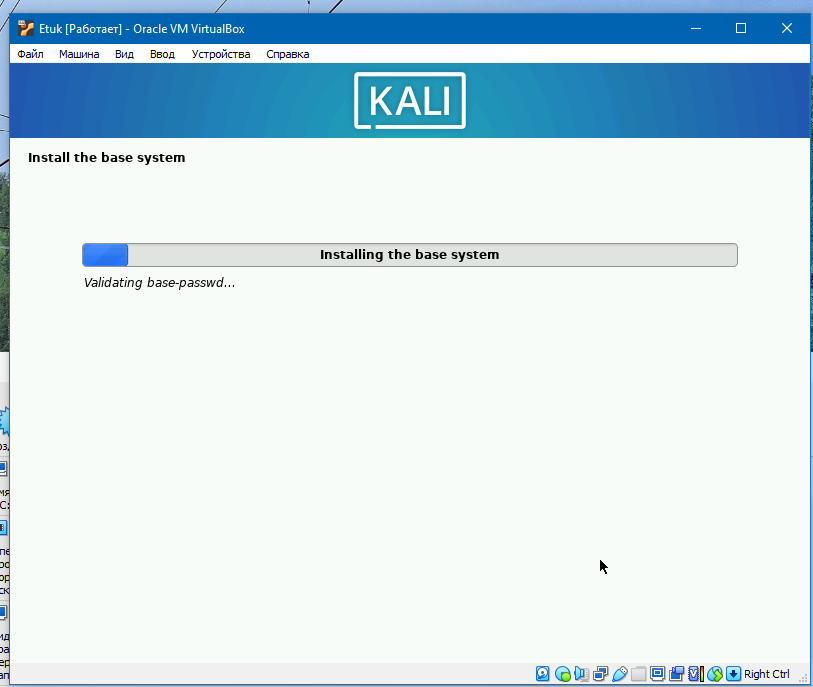 Etuk [Работает] - Oracle VM VirtualBox
Файл Машина Вид Ввод Устройства Справка
KALI
Install the base system
Installing the base system
Validating base-passwd...
Right Ctrl